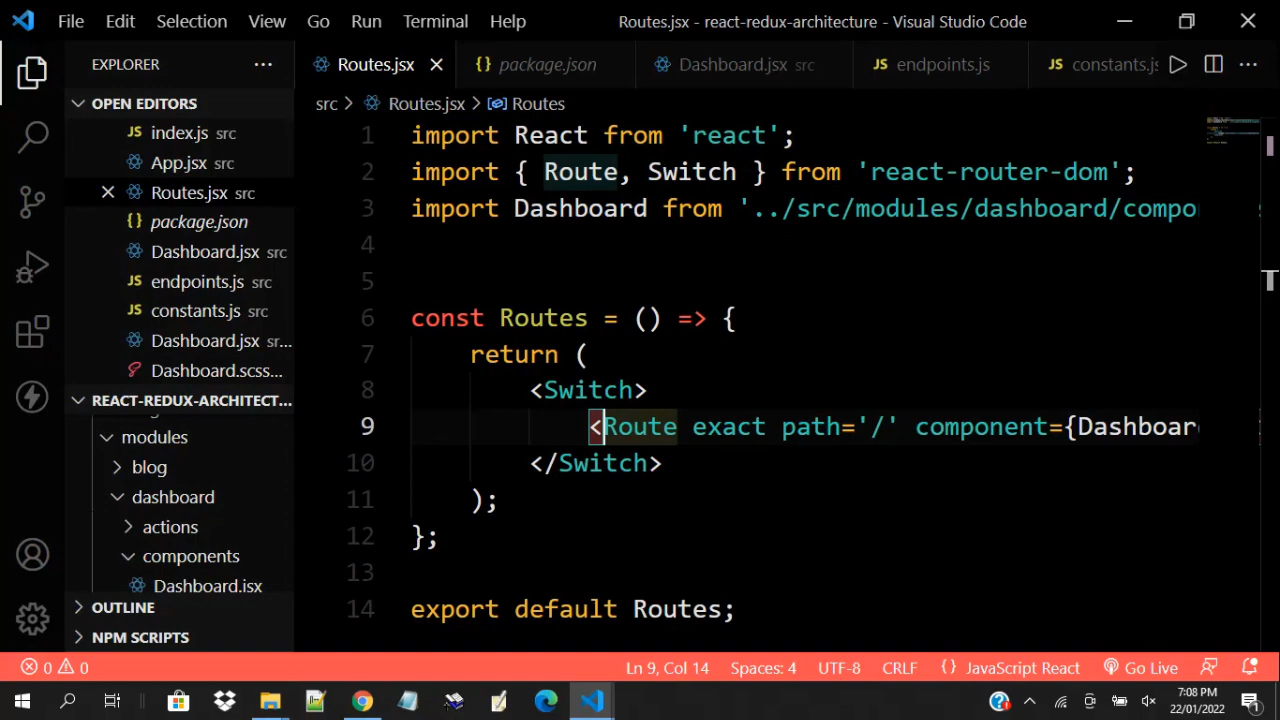 File Edit Selection View Go Run Terminal Help Routes.jsx - react-redux-architecture - Visual Studio Code
EXPLORER
Routes.jsx package.json Dashboard.jsx src endpoints.js constants.js
OPEN EDITORS
index.js src
App.jsx src
Routes.jsx src
package.json
Dashboard.jsx src
endpoints.js src
constants.js src
Dashboard.jsx sr...
Dashboard.scss...
REACT-REDUX-ARCHITECT...
modules
blog
dashboard
actions
components
Dashboard.jsx
OUTLINE
NPM SCRIPTS
src > Routes.jsx > Routes
1 import React from 'react';
2 import { Route, Switch } from 'react-router-dom';
3 import Dashboard from '../src/modules/dashboard/compo
4
5
6 const Routes = () => {
7 return (
8 <Switch>
9 <Route exact path='/' component={Dashboar
10 </Switch>
11 );
12 };
13
14 export default Routes;
0 0 Ln 9, Col 14 Spaces: 4 UTF-8 CRLF {} JavaScript React Go Live
7:08 PM
22/01/2022
1